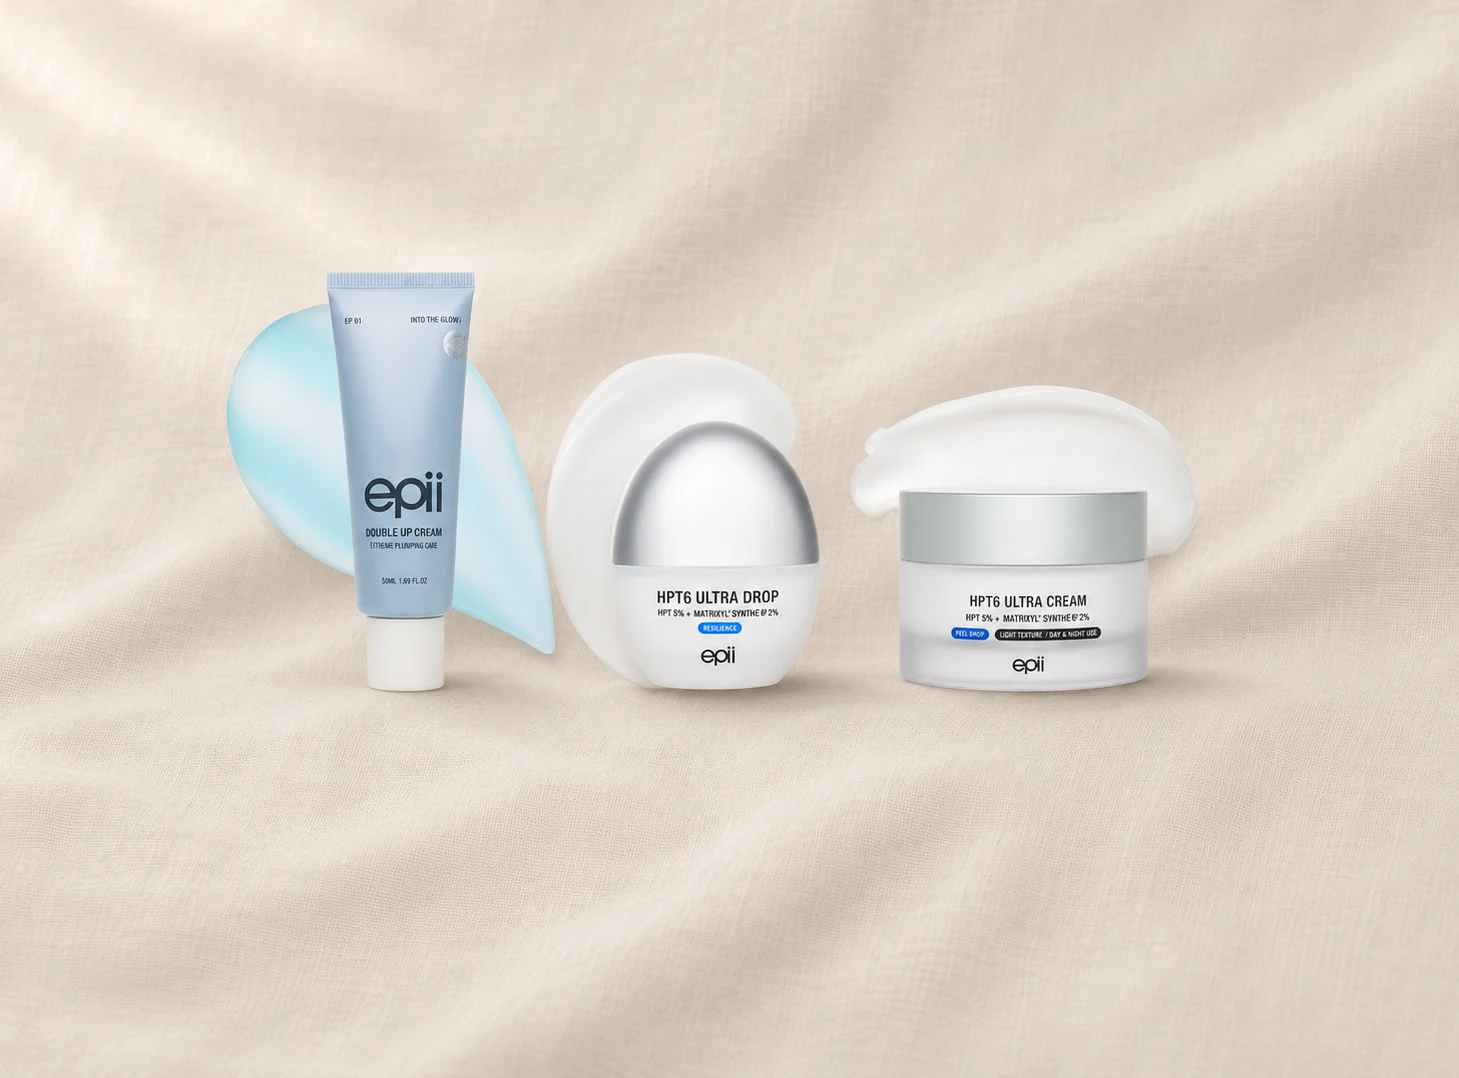 EP 01
INTO THE GLOW
epii
DOUBLE UP CREAM
EXTREME PLUMPING CARE
50ML 1.69 FL.OZ
HPT6 ULTRA DROP
HPT 5% + MATRIXYL® SYNTHE 6® 2%
RESILIENCE
epii
HPT6 ULTRA CREAM
HPT 5% + MATRIXYL® SYNTHE 6® 2%
FEEL DROP
LIGHT TEXTURE / DAY & NIGHT USE
epii